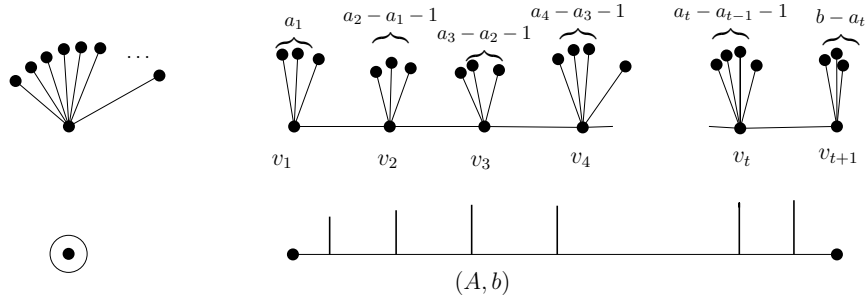 a_1 a_2 − a_1 − 1 a_3 − a_2 − 1 a_4 − a_3 − 1 a_t − a_{t−1} − 1 b − a_t
...
v_1 v_2 v_3 v_4 v_t v_{t+1}
(A, b)